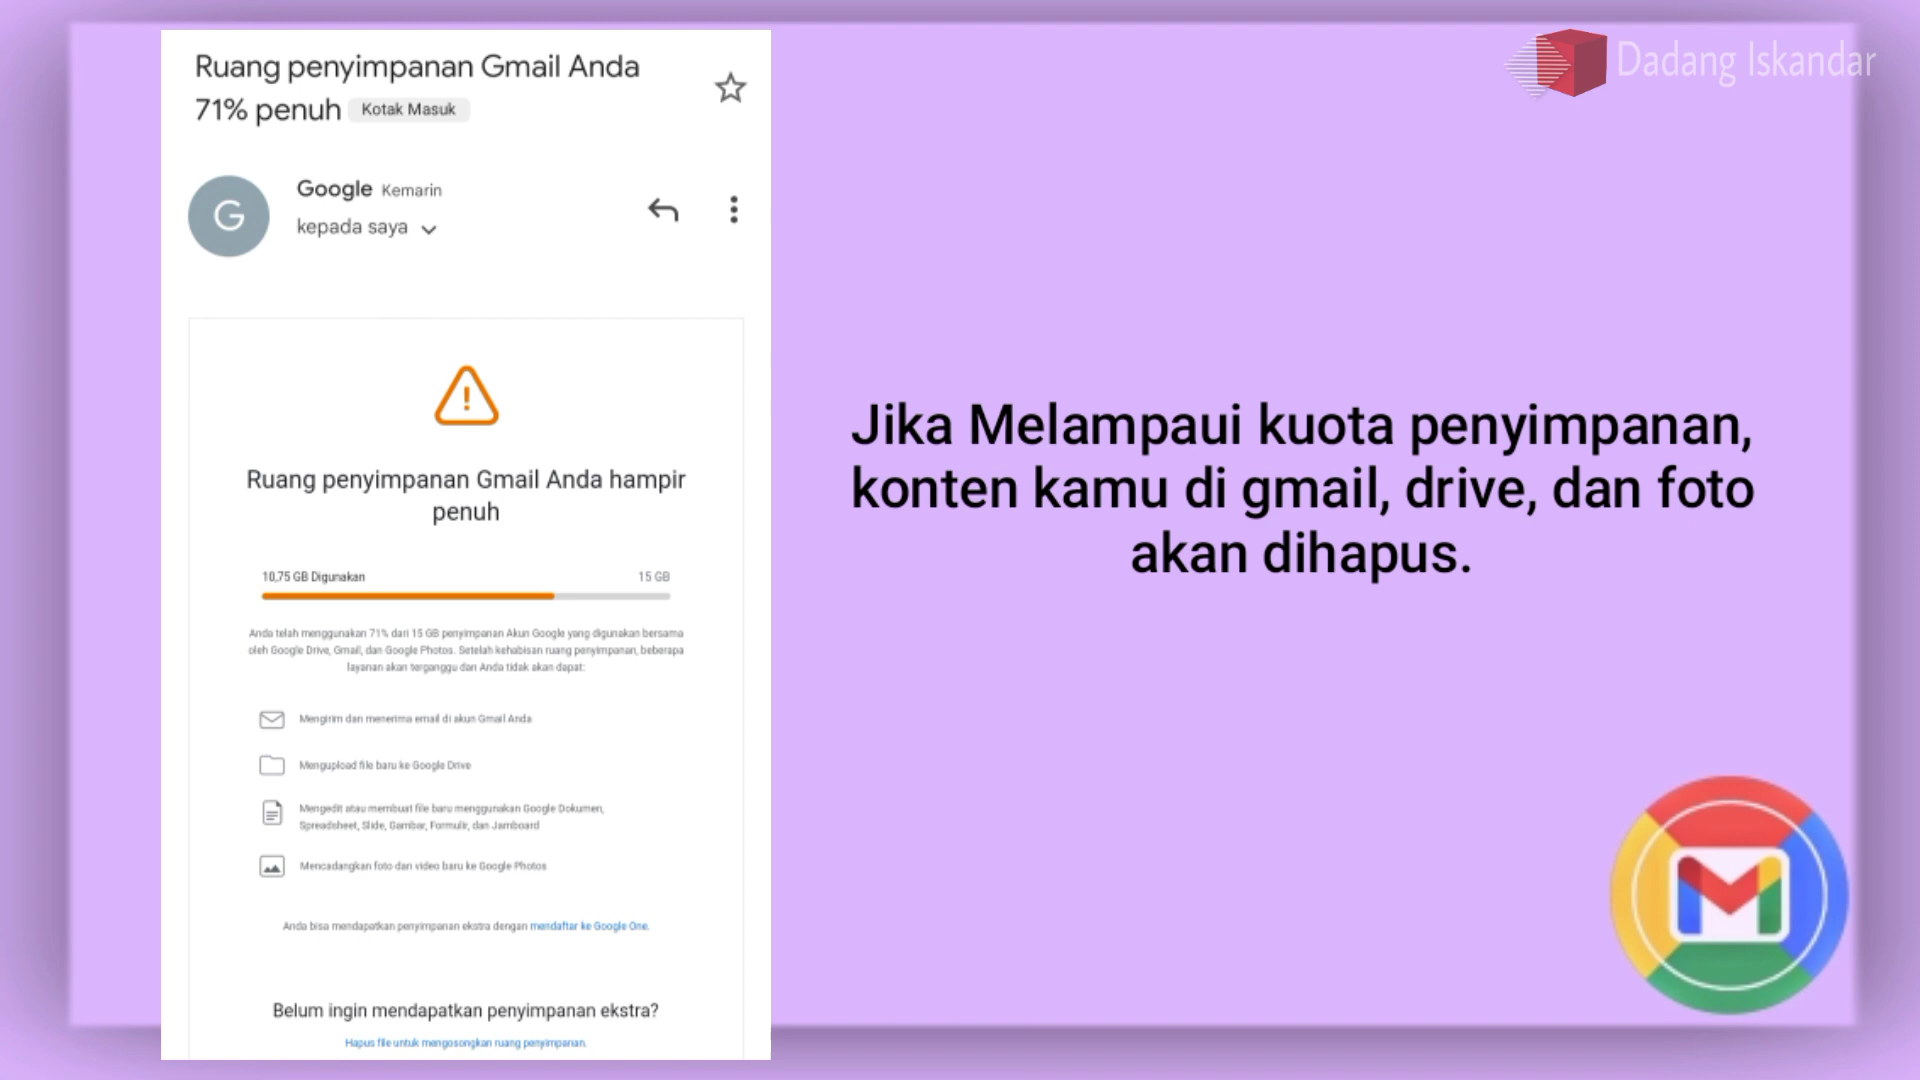 Dadang Iskandar
Ruang penyimpanan Gmail Anda
71% penuh Kotak Masuk
G
Google Kemarin
kepada saya
Ruang penyimpanan Gmail Anda hampir
penuh
10,75 GB Digunakan 15 GB
Anda telah menggunakan 71% dari 15 GB penyimpanan Akun Google yang digunakan bersama
oleh Google Drive, Gmail, dan Google Photos. Setelah kehabisan ruang penyimpanan, beberapa
layanan akan terganggu dan Anda tidak akan dapat:
Mengirim dan menerima email di akun Gmail Anda
Mengupload file baru ke Google Drive
Mengedit atau membuat file baru menggunakan Google Dokumen,
Spreadsheet, Slide, Gambar, Formulir, dan Jamboard
Mencadangkan foto dan video baru ke Google Photos
Anda bisa mendapatkan penyimpanan ekstra dengan mendaftar ke Google One.
Belum ingin mendapatkan penyimpanan ekstra?
Hapus file untuk mengosongkan ruang penyimpanan.
Jika Melampaui kuota penyimpanan,
konten kamu di gmail, drive, dan foto
akan dihapus.